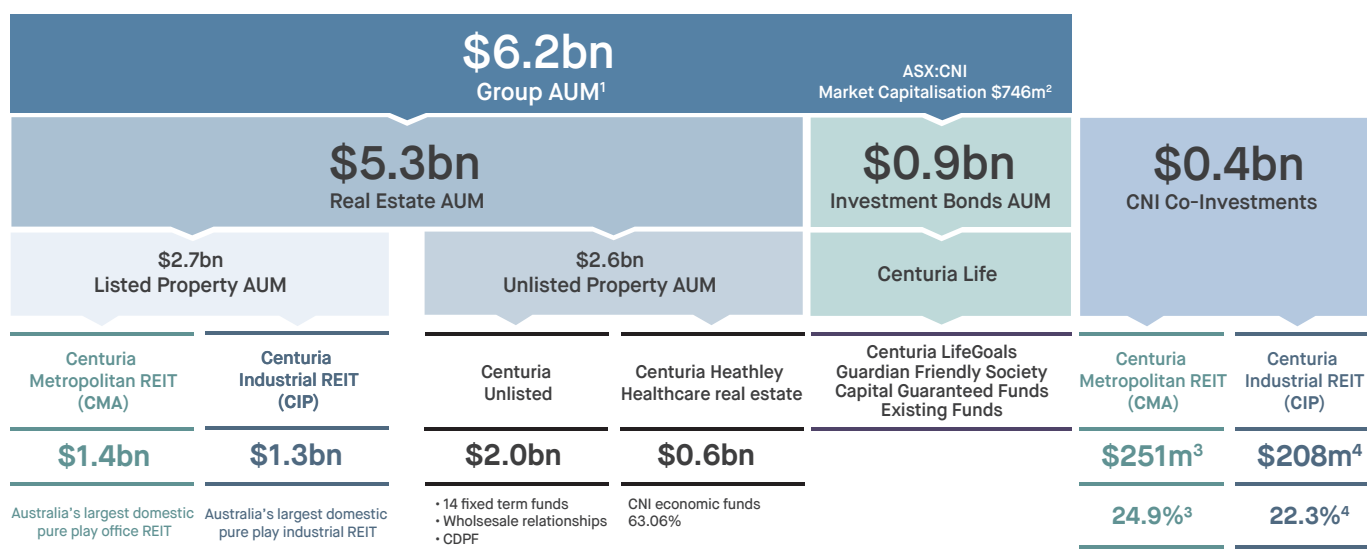 $6.2bn
Group AUM¹
ASX:CNI
Market Capitalisation $746m²
$5.3bn
Real Estate AUM
$0.9bn
Investment Bonds AUM
$0.4bn
CNI Co-Investments
$2.7bn
Listed Property AUM
$2.6bn
Unlisted Property AUM
Centuria Life
Centuria
Metropolitan REIT
(CMA)
$1.4bn
Australia's largest domestic
pure play office REIT
Centuria
Industrial REIT
(CIP)
$1.3bn
Australia's largest domestic
pure play industrial REIT
Centuria
Unlisted
$2.0bn
• 14 fixed term funds
• Wholsesale relationships
• CDPF
Centuria Heathley
Healthcare real estate
$0.6bn
CNI economic funds
63.06%
Centuria LifeGoals
Guardian Friendly Society
Capital Guaranteed Funds
Existing Funds
Centuria
Metropolitan REIT
(CMA)
$251m³
24.9%³
Centuria
Industrial REIT
(CIP)
$208m⁴
22.3%⁴